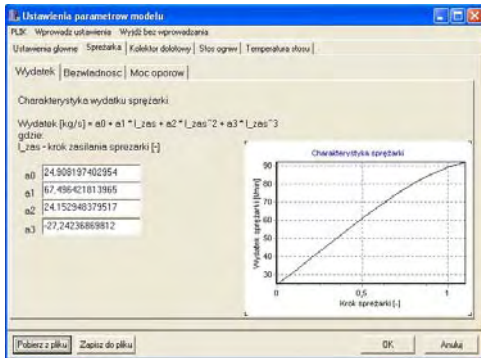 Ustawienia parametrow modelu
PLIK Wprowadz ustawienia Wyjdź bez wprowadzania
Ustawienia glowne Sprężarka Kolektor dolotowy Stos ogniw Temperatura stosu
Wydatek Bezwladnosc Moc oporow
Charakterystyka wydatku sprężarki
Wydatek [kg/s] = a0 + a1 * I_zas + a2 * I_zas^2 + a3 * I_zas^3
gdzie:
I_zas - krok zasilania sprezarki [-]
a0 24.908197402954
a1 67,496421813965
a2 24.152948379517
a3 -27,24236869812
Charakterystyka sprężarki
Wydatek sprężarki [l/min]
90
80
70
60
50
40
30
0 0,5 1
Krok sprężarki [-]
Pobierz z pliku Zapisz do pliku OK Anuluj